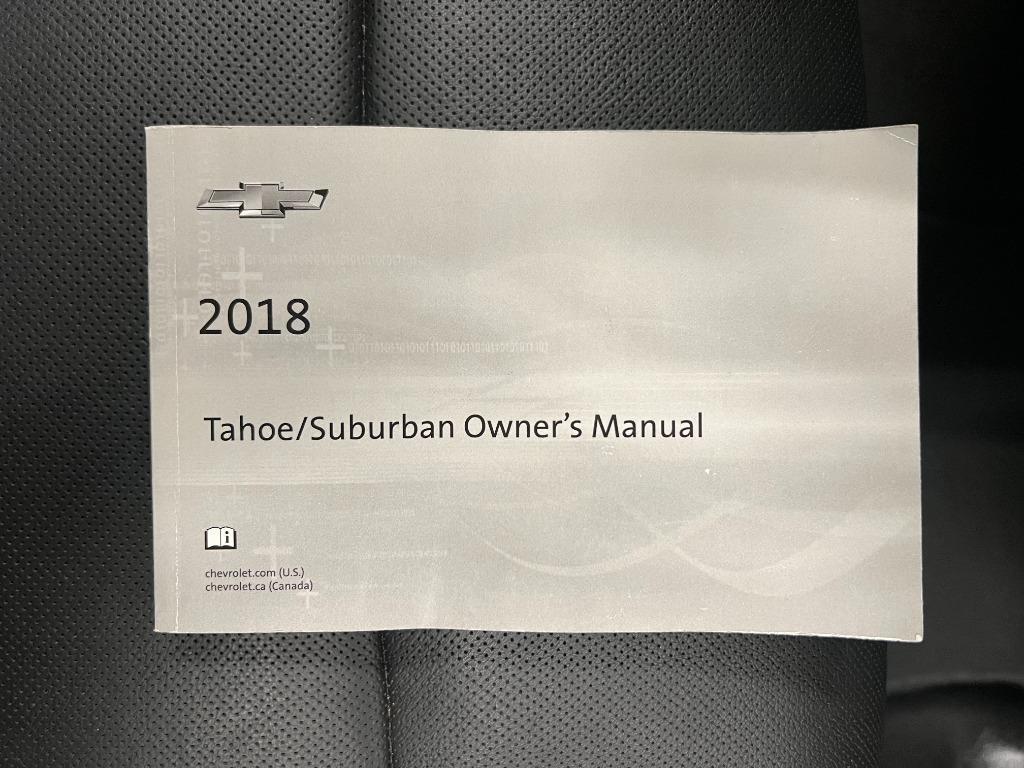 2018
Tahoe/Suburban Owner's Manual
i
chevrolet.com (U.S.)
chevrolet.ca (Canada)